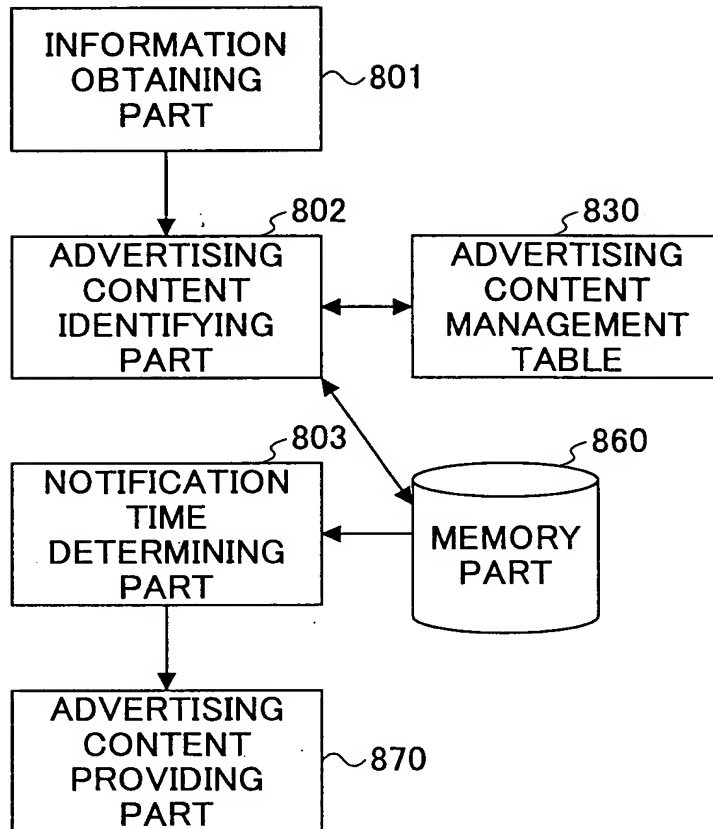 INFORMATION
OBTAINING
PART
801
802
ADVERTISING
CONTENT
IDENTIFYING
PART
830
ADVERTISING
CONTENT
MANAGEMENT
TABLE
803
NOTIFICATION
TIME
DETERMINING
PART
860
MEMORY
PART
ADVERTISING
CONTENT
PROVIDING
PART
870